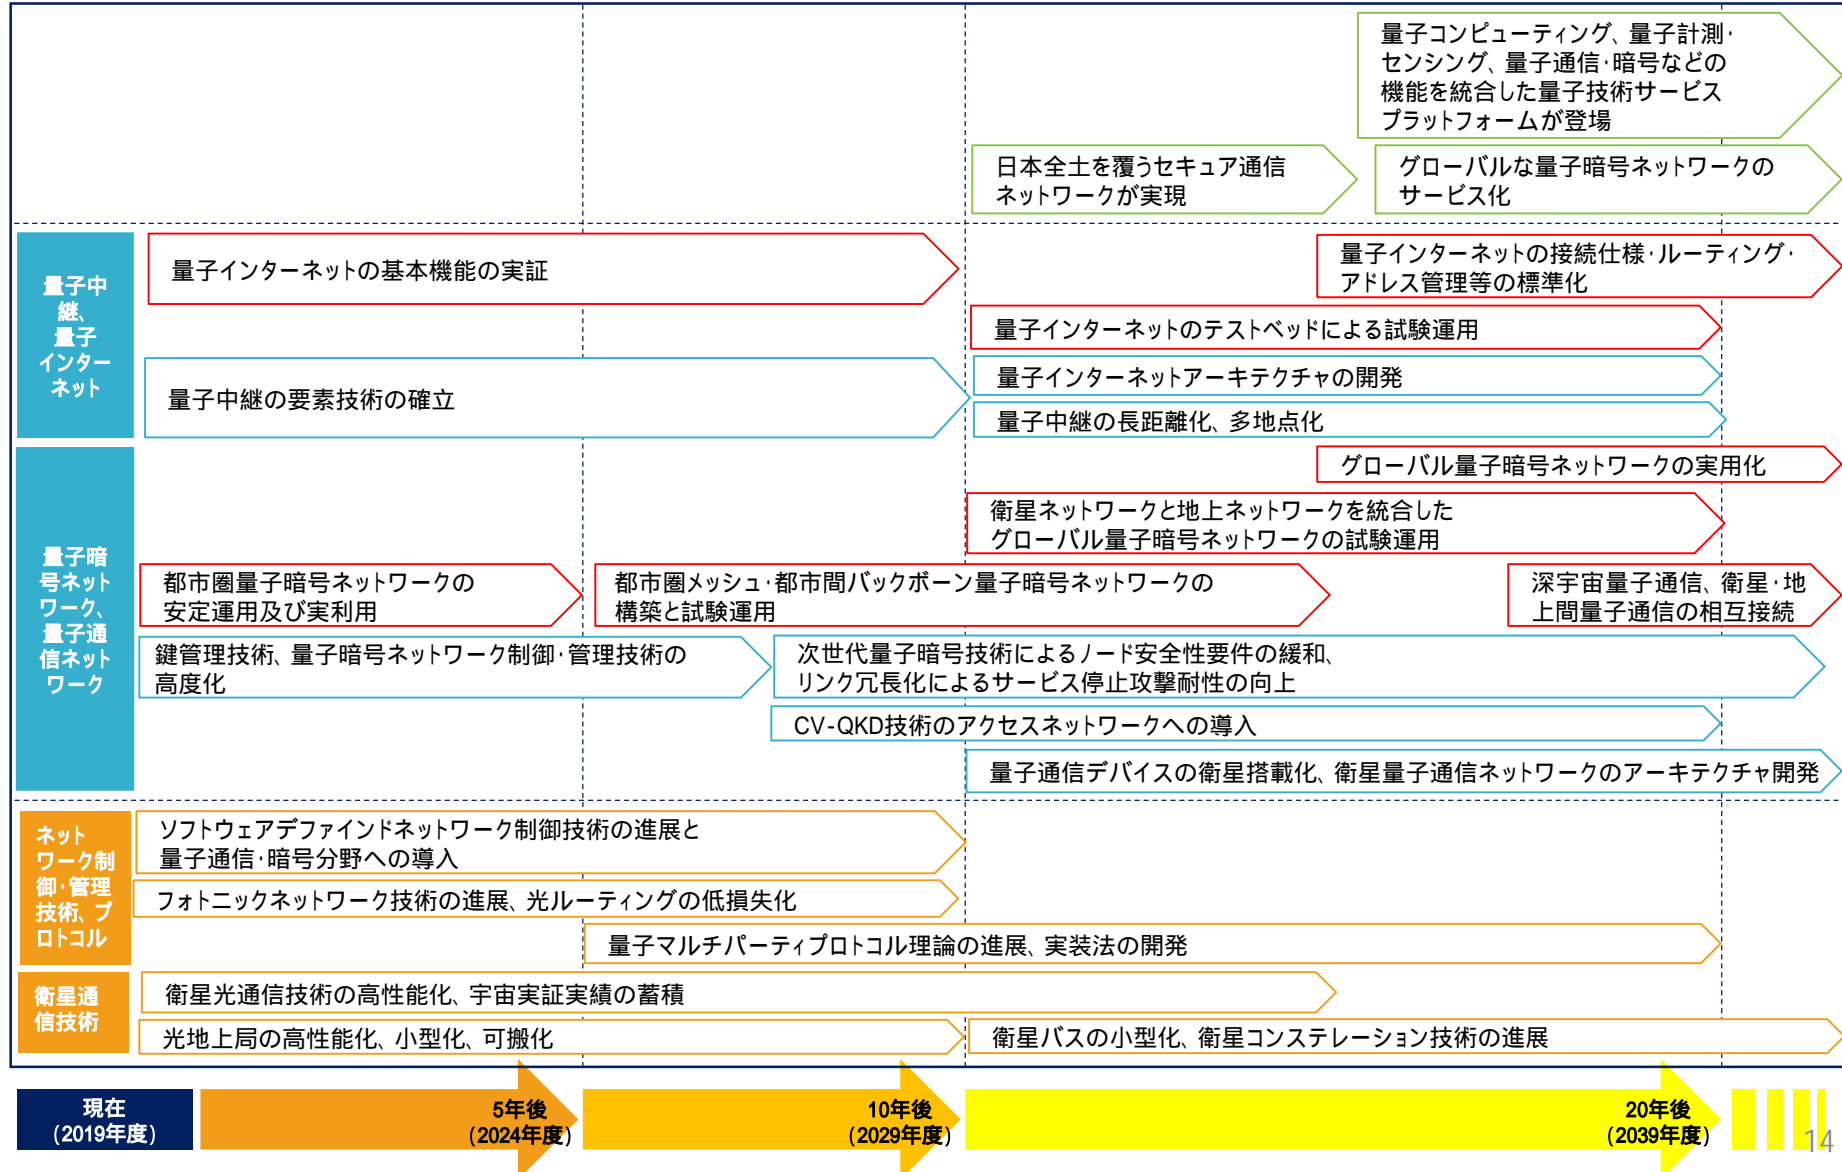 量子コンピューティング、量子計測・
センシング、量子通信・暗号などの
機能を統合した量子技術サービス
プラットフォームが登場
日本全土を覆うセキュア通信
ネットワークが実現
グローバルな量子暗号ネットワークの
サービス化
量子中
継、
量子
インター
ネット
量子インターネットの基本機能の実証
量子インターネットの接続仕様・ルーティング・
アドレス管理等の標準化
量子インターネットのテストベッドによる試験運用
量子中継の要素技術の確立
量子インターネットアーキテクチャの開発
量子中継の長距離化、多地点化
量子暗
号ネット
ワーク、
量子通
信ネット
ワーク
グローバル量子暗号ネットワークの実用化
衛星ネットワークと地上ネットワークを統合した
グローバル量子暗号ネットワークの試験運用
都市圏量子暗号ネットワークの
安定運用及び実利用
都市圏メッシュ・都市間バックボーン量子暗号ネットワークの
構築と試験運用
深宇宙量子通信、衛星・地
上間量子通信の相互接続
鍵管理技術、量子暗号ネットワーク制御・管理技術の
高度化
次世代量子暗号技術によるノード安全性要件の緩和、
リンク冗長化によるサービス停止攻撃耐性の向上
CV-QKD技術のアクセスネットワークへの導入
量子通信デバイスの衛星搭載化、衛星量子通信ネットワークのアーキテクチャ開発
ネット
ワーク制
御・管理
技術、プ
ロトコル
ソフトウェアデファインドネットワーク制御技術の進展と
量子通信・暗号分野への導入
フォトニックネットワーク技術の進展、光ルーティングの低損失化
量子マルチパーティプロトコル理論の進展、実装法の開発
衛星通
信技術
衛星光通信技術の高性能化、宇宙実証実績の蓄積
光地上局の高性能化、小型化、可搬化
衛星バスの小型化、衛星コンステレーション技術の進展
現在
(2019年度)
5年後
(2024年度)
10年後
(2029年度)
20年後
(2039年度)
14